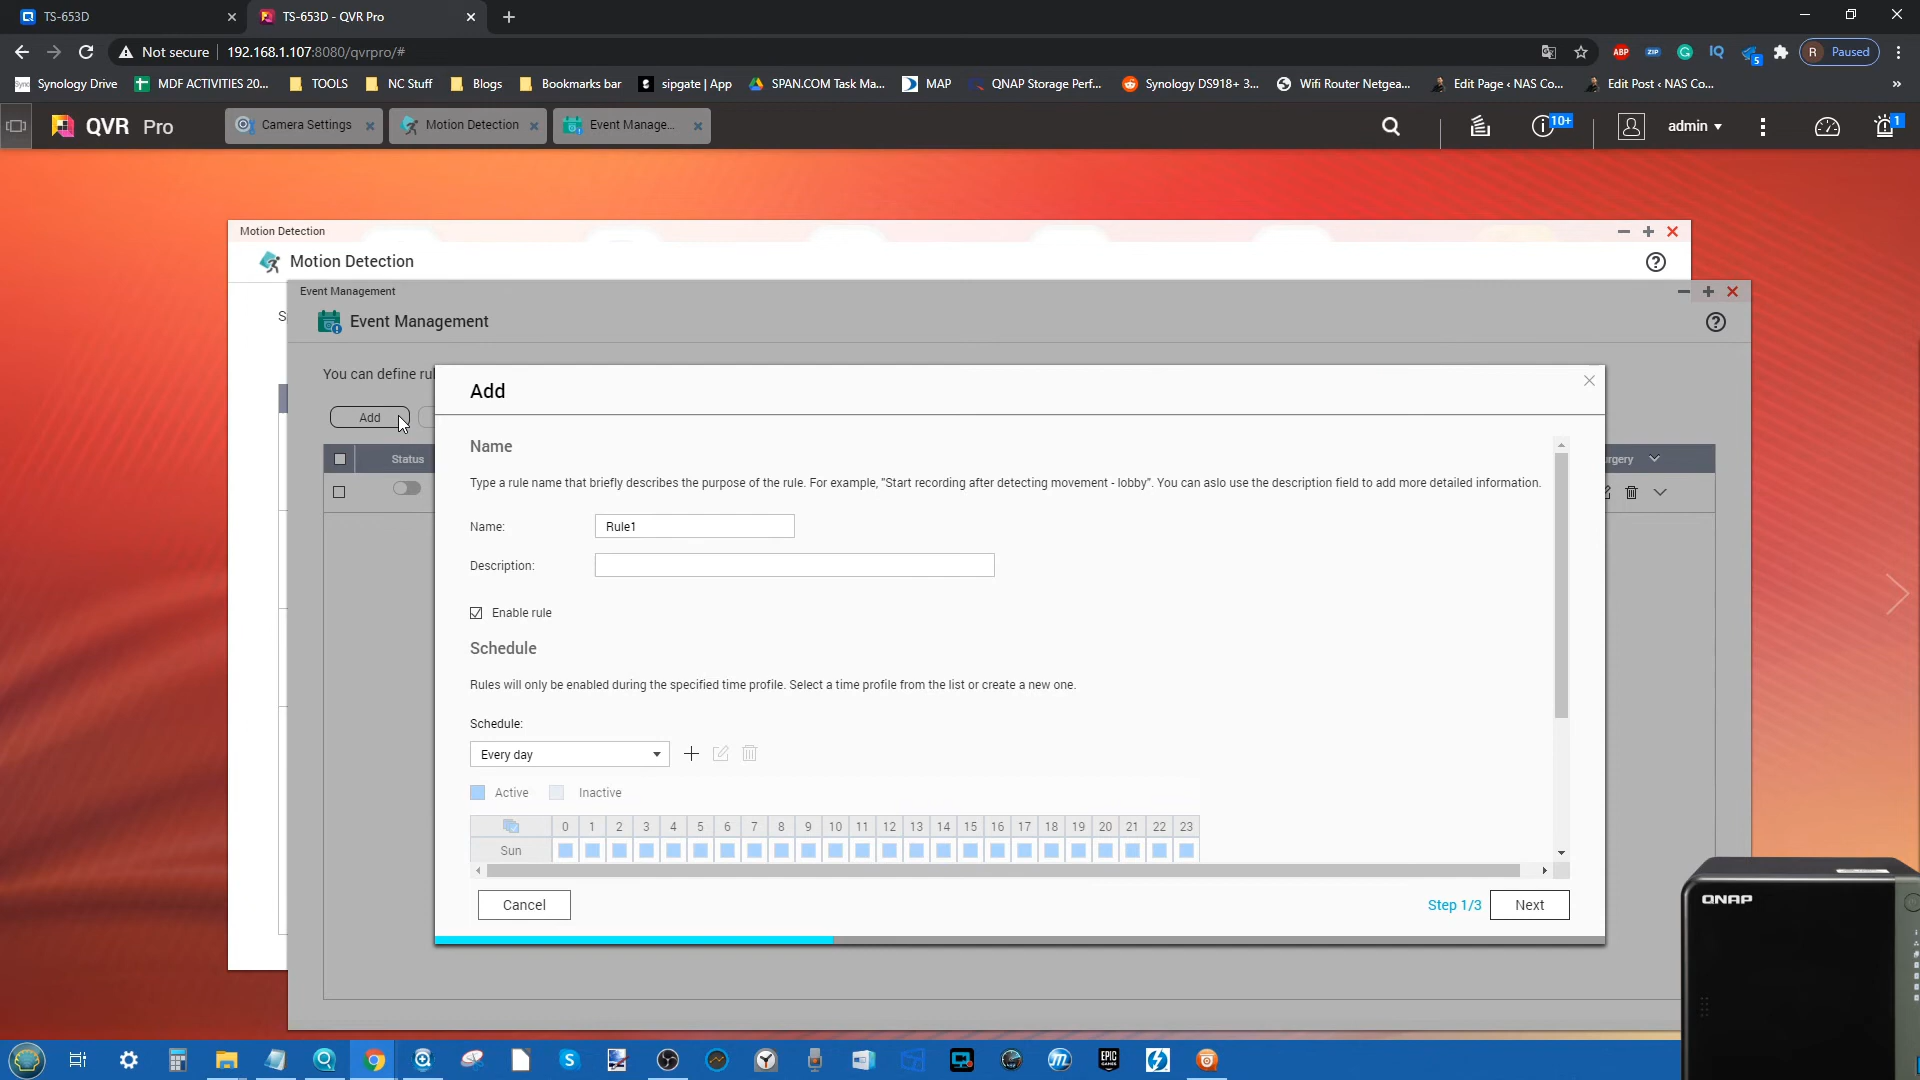 TS-653D
TS-653D - QVR Pro
Not secure
192.168.1.107:8080/qvrpro/#
ABP
ZIP
IQ
5
R Paused
Synology Drive
MDF ACTIVITIES 20...
TOOLS
NC Stuff
Blogs
Bookmarks bar
sipgate | App
SPAN.COM Task Ma...
MAP
QNAP Storage Perf...
Synology DS918+ 3...
Wifi Router Netgea...
Edit Page ‹ NAS Co...
Edit Post ‹ NAS Co...
QVR Pro
Camera Settings
Motion Detection
Event Manage...
10+
admin
1
Motion Detection
Motion Detection
S
Event Management
Event Management
You can define rul
Add
Status
urgery
Add
Name
Type a rule name that briefly describes the purpose of the rule. For example, "Start recording after detecting movement - lobby". You can aslo use the description field to add more detailed information.
Name:
Rule1
Description:
Enable rule
Schedule
Rules will only be enabled during the specified time profile. Select a time profile from the list or create a new one.
Schedule:
Every day
Active
Inactive
0 1 2 3 4 5 6 7 8 9 10 11 12 13 14 15 16 17 18 19 20 21 22 23
Sun
Cancel
Step 1/3
Next
QNAP
EPIC
GAMES